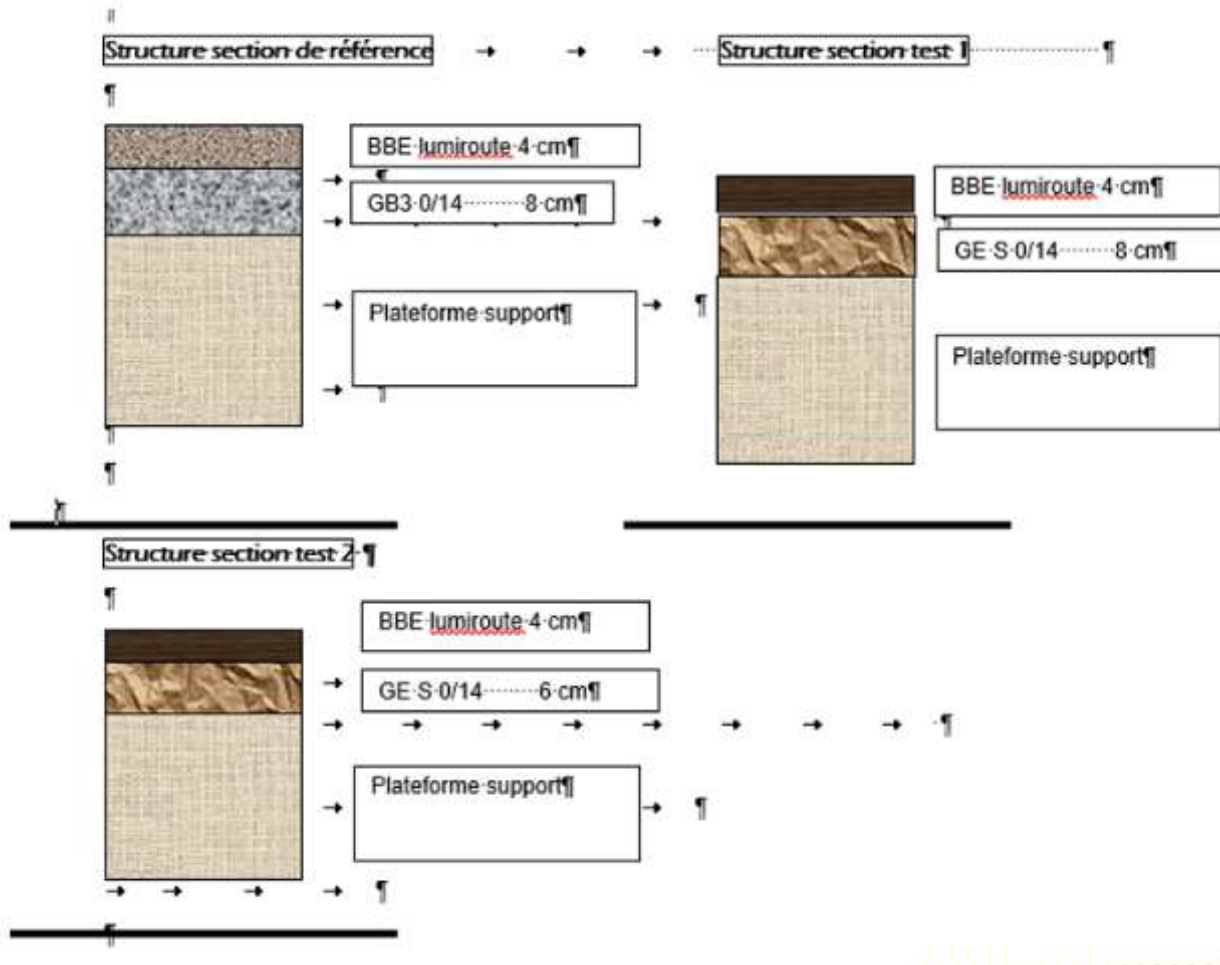 Structure section de référence
Structure section test 1
BBE lumiroute 4 cm
GB3 0/14 8 cm
Plateforme support
BBE lumiroute 4 cm
GE S 0/14 8 cm
Plateforme support
Structure section test 2
BBE lumiroute 4 cm
GE S 0/14 6 cm
Plateforme support